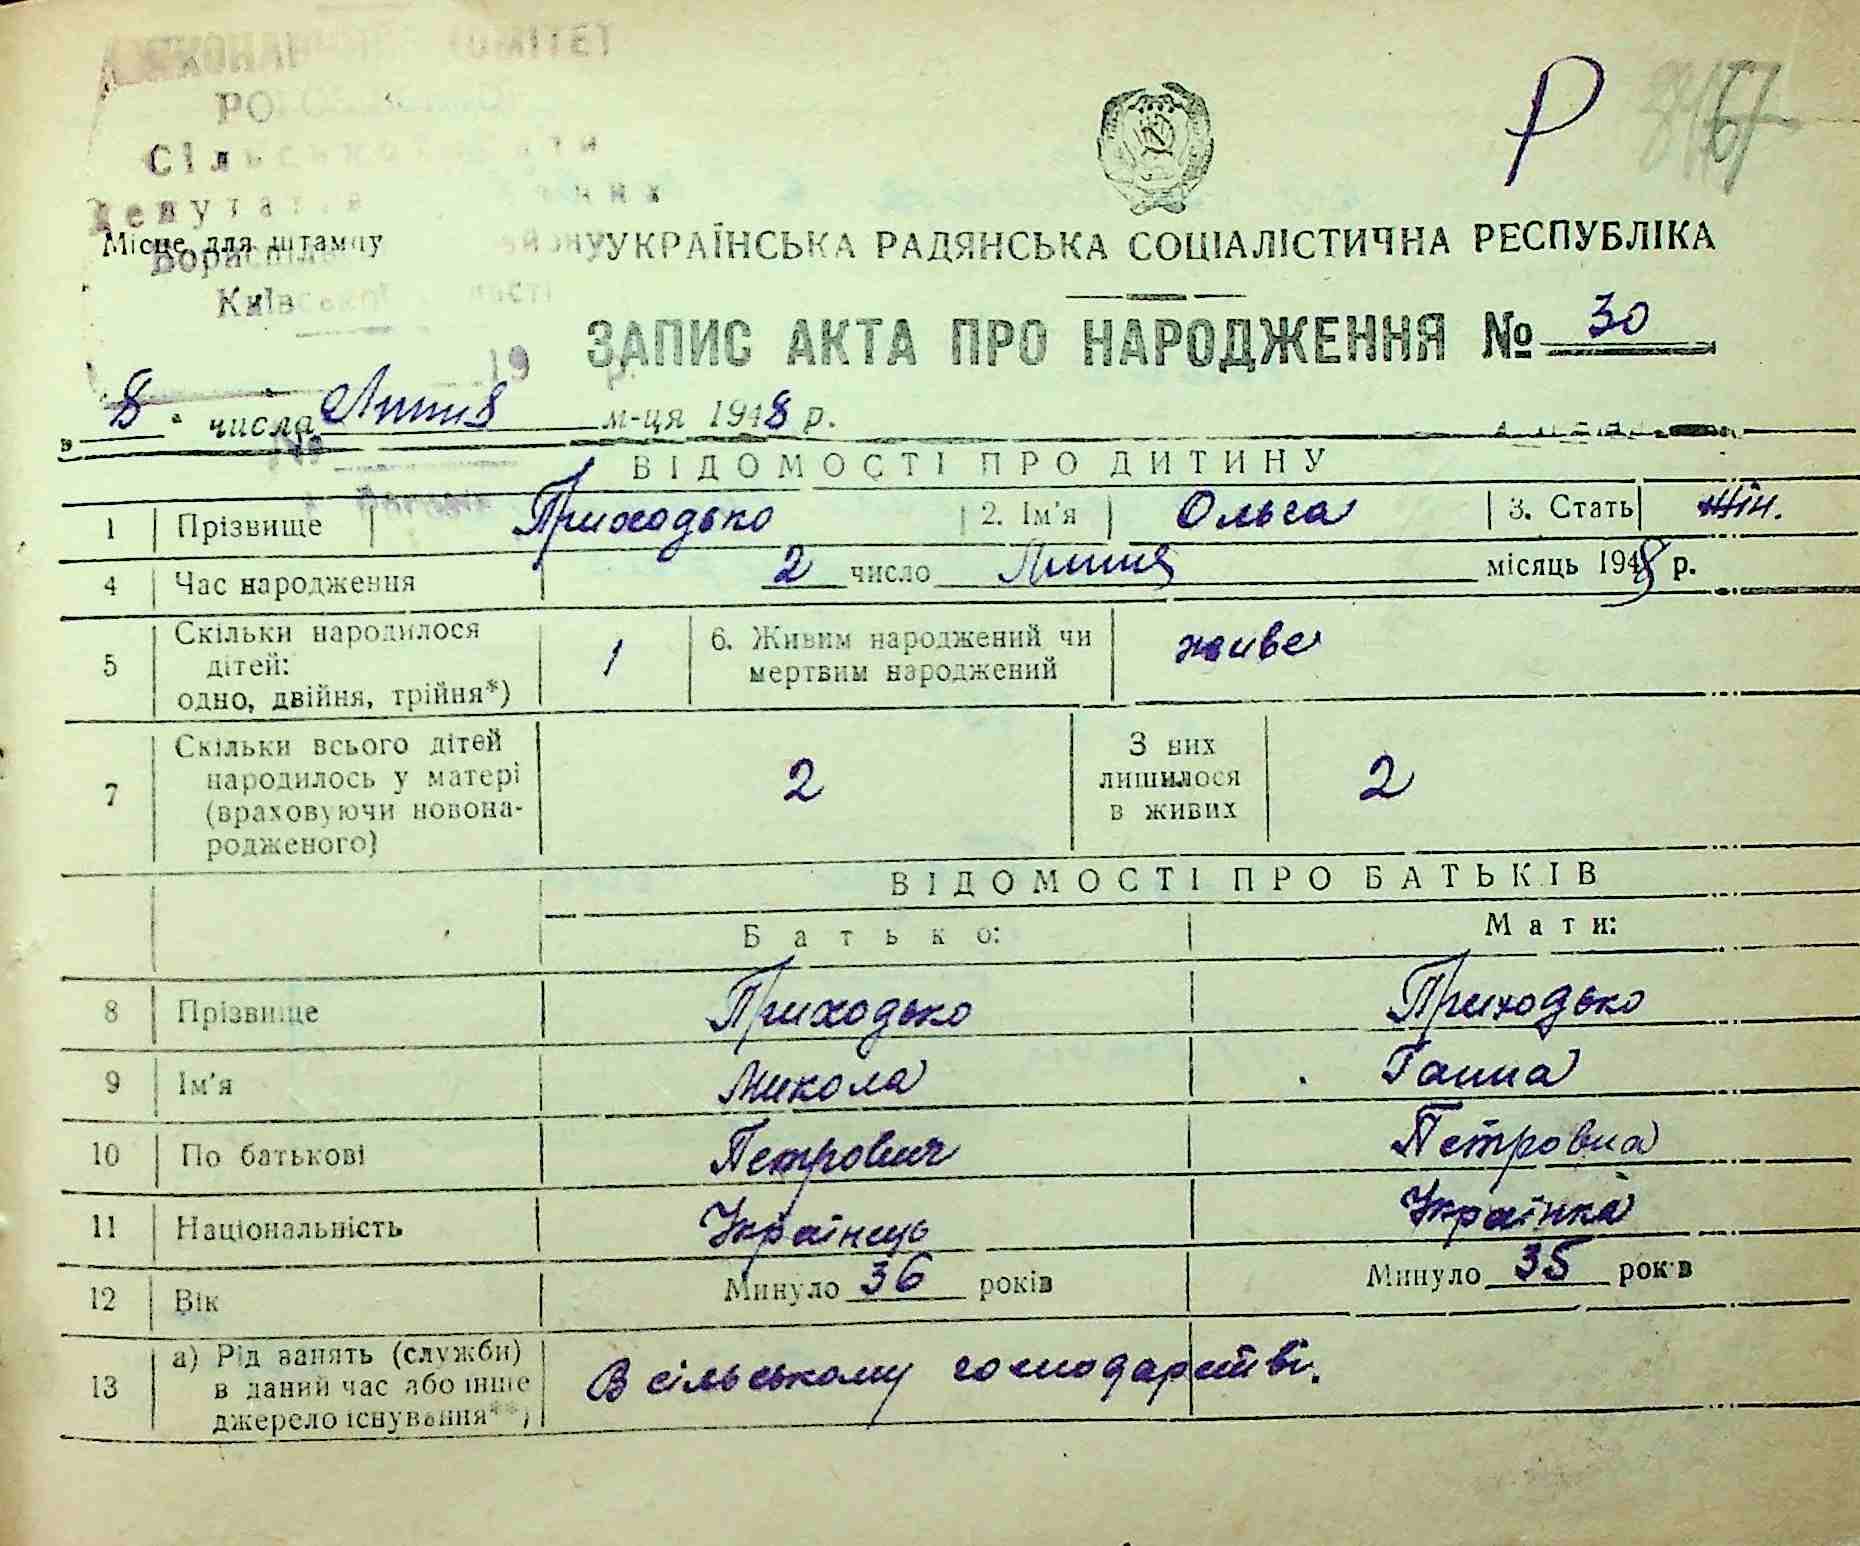 КОМІТЕТ
Місце для штампу
УКРАЇНСЬКА РАДЯНСЬКА СОЦІАЛІСТИЧНА РЕСПУБЛІКА
Р
67
ЗАПИС АКТА ПРО НАРОДЖЕННЯ № 30
„ 8 “ числа Липня м-ця 1948 р.
ВІДОМОСТІ ПРО ДИТИНУ
1 Прізвище Приходько 2. Ім'я Ольга 3. Стать жін.
4 Час народження 2 число Липня місяць 1948 р.
5 Скільки народилося дітей: одно, двійня, трійня*) 1 6. Живим народжений чи мертвим народжений живе
7 Скільки всього дітей народилось у матері (враховуючи новонародженого) 2 З них лишилося в живих 2
ВІДОМОСТІ ПРО БАТЬКІВ
Батько: Мати:
8 Прізвище Приходько Приходько
9 Ім'я Микола Ганна
10 По батькові Петрович Петровна
11 Національність Українець Українка
12 Вік Минуло 36 років Минуло 35 років
13 а) Рід занять (служби) в даний час або інше джерело існування**) В сільському господарстві.